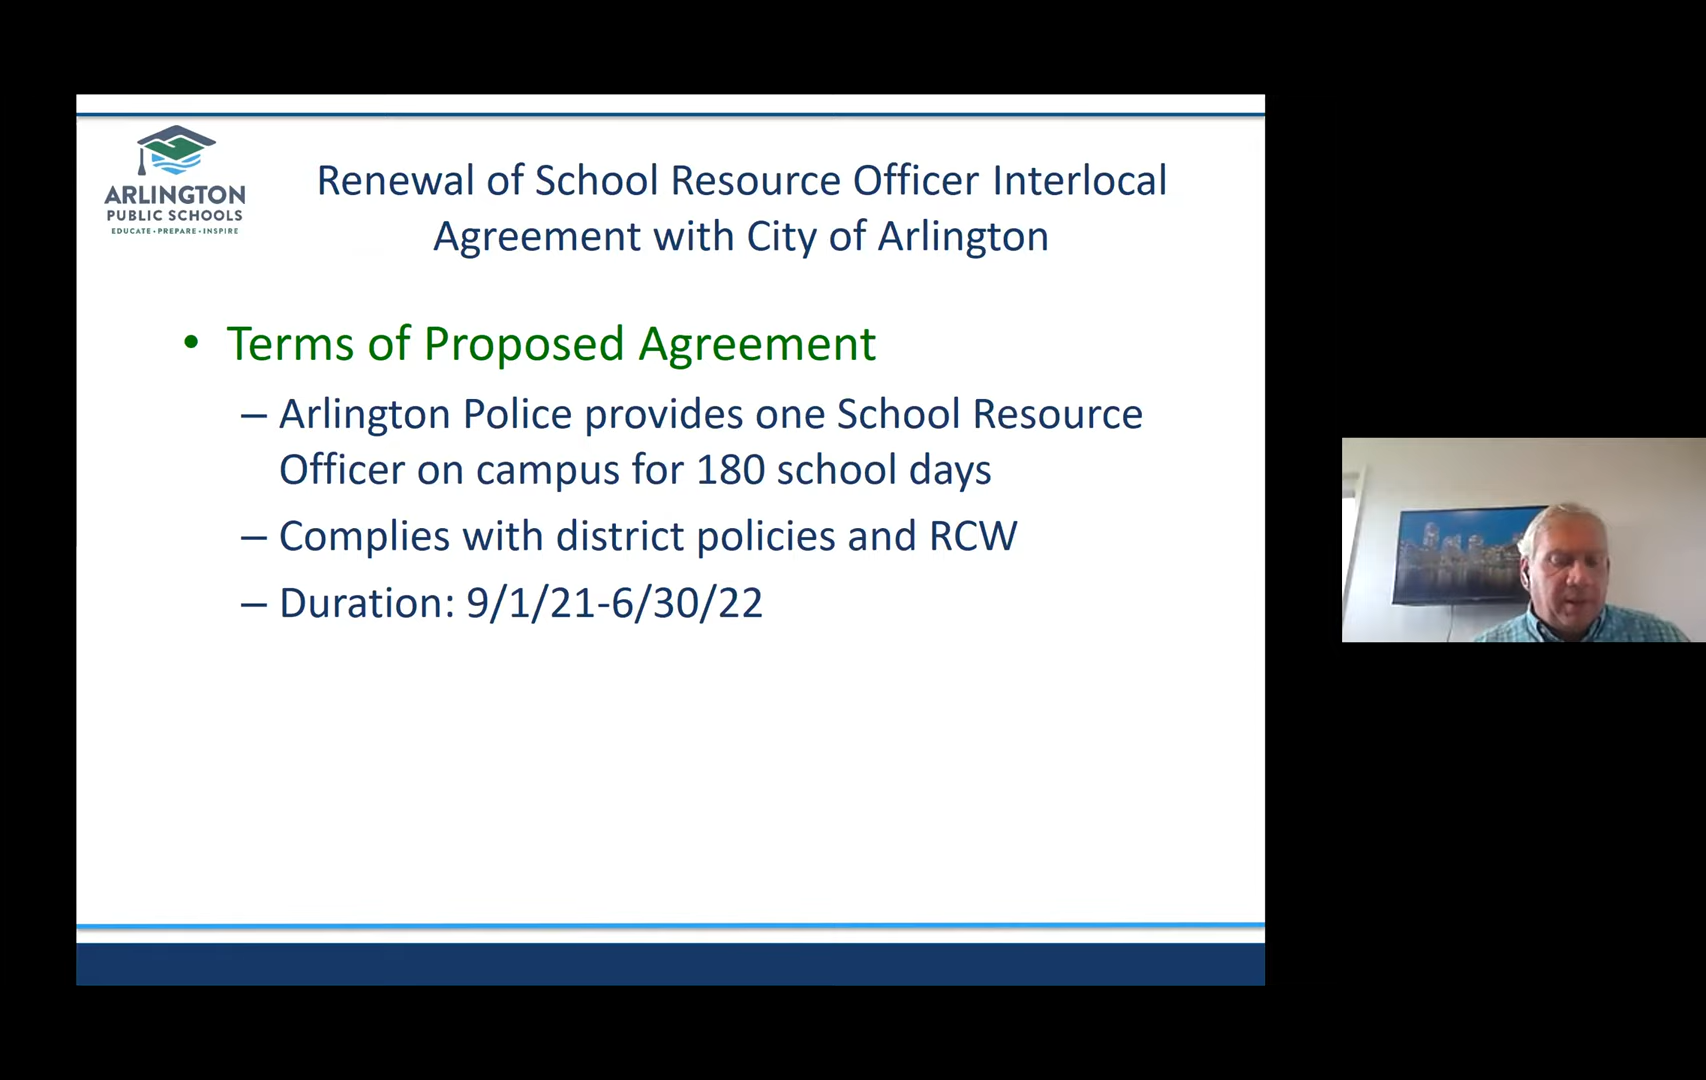 ARLINGTON
PUBLIC SCHOOLS
EDUCATE • PREPARE • INSPIRE
Renewal of School Resource Officer Interlocal
Agreement with City of Arlington
• Terms of Proposed Agreement
– Arlington Police provides one School Resource
Officer on campus for 180 school days
– Complies with district policies and RCW
– Duration: 9/1/21-6/30/22